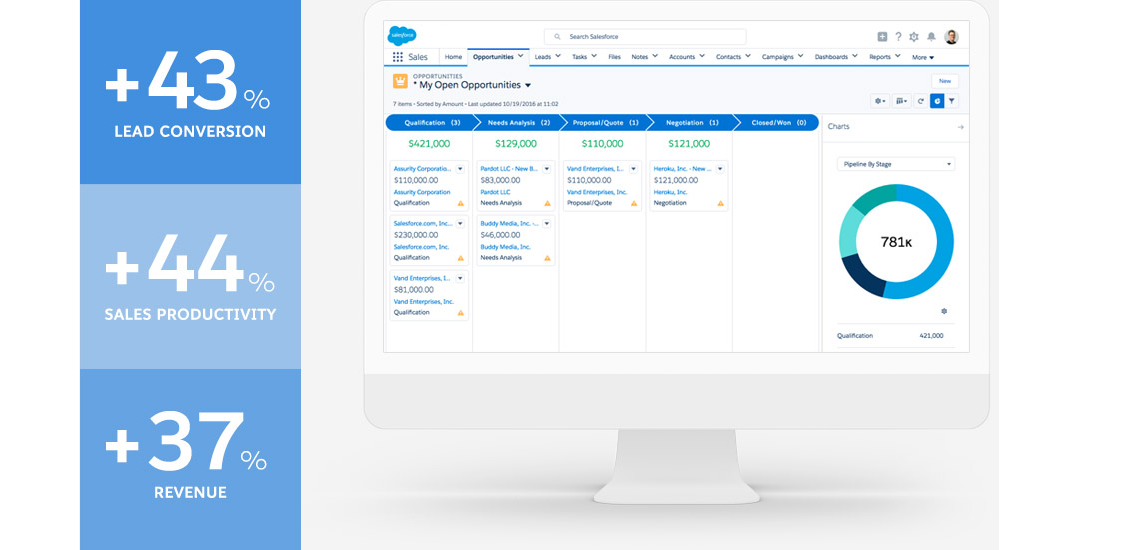 +43%
LEAD CONVERSION
+44%
SALES PRODUCTIVITY
+37%
REVENUE
salesforce
Search Salesforce
Sales Home Opportunities Leads Tasks Files Notes Accounts Contacts Campaigns Dashboards Reports More
OPPORTUNITIES
* My Open Opportunities
New
7 items • Sorted by Amount • Last updated 10/19/2016 at 11:02
Qualification (3) Needs Analysis (2) Proposal/Quote (1) Negotiation (1) Closed/Won (0)
$421,000 $129,000 $110,000 $121,000
Assurity Corporatio...
$110,000.00
Assurity Corporation
Qualification
Salesforce.com, Inc...
$230,000.00
Salesforce.com, Inc.
Qualification
Vand Enterprises, I...
$81,000.00
Vand Enterprises, Inc.
Qualification
Pardot LLC - New B...
$83,000.00
Pardot LLC
Needs Analysis
Buddy Media, Inc. -...
$46,000.00
Buddy Media, Inc.
Needs Analysis
Vand Enterprises, I...
$110,000.00
Vand Enterprises, Inc.
Proposal/Quote
Heroku, Inc. - New ...
$121,000.00
Heroku, Inc.
Negotiation
Charts
Pipeline By Stage
781K
Qualification 421,000